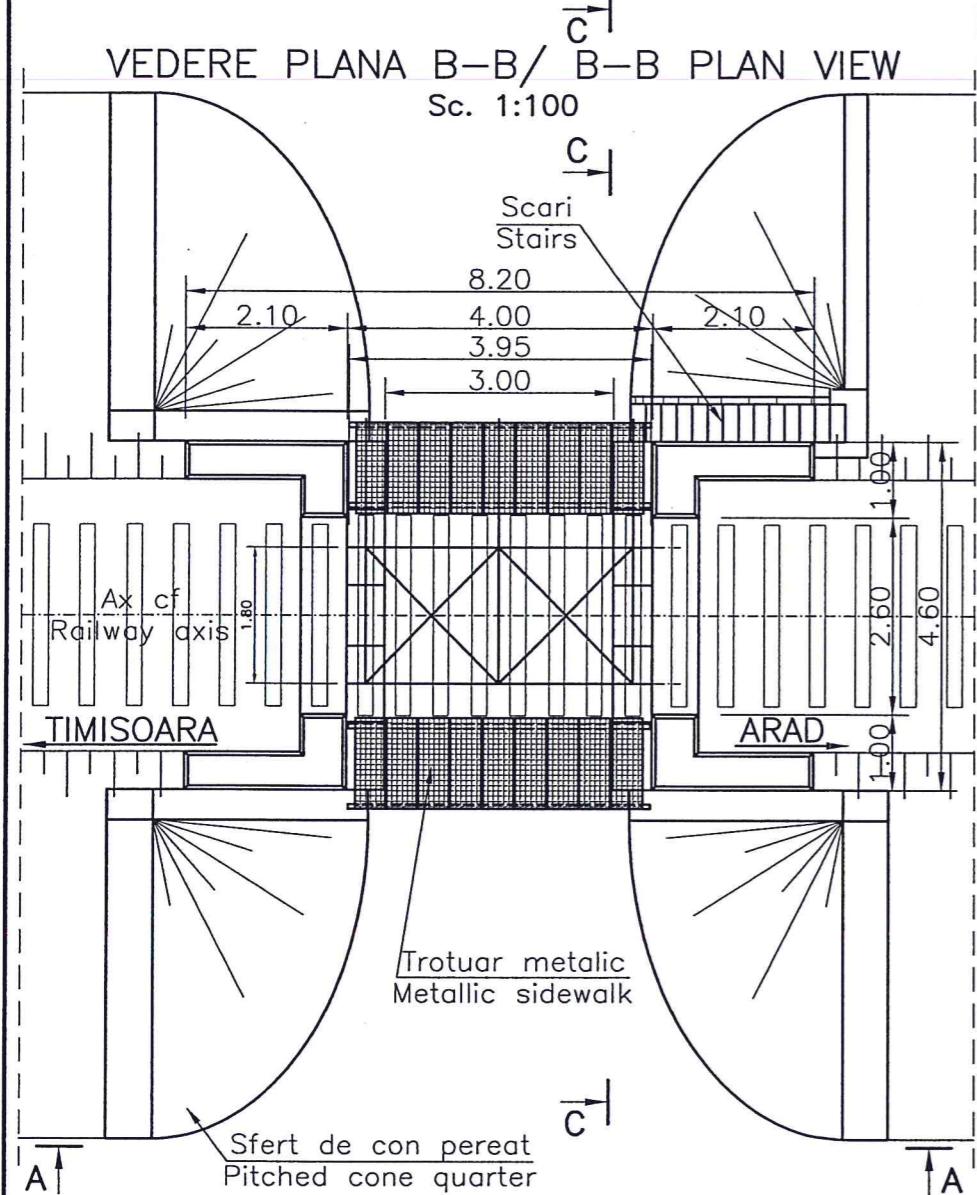 C
VEDERE PLANA B-B/ B-B PLAN VIEW
Sc. 1:100
C
Scari
Stairs
8.20
2.10 4.00 2.10
3.95
3.00
1.00
Ax cf
Railway axis
1.80
2.60
4.60
TIMISOARA
ARAD
1.00
Trotuar metalic
Metallic sidewalk
C
Sfert de con pereat
Pitched cone quarter
A A